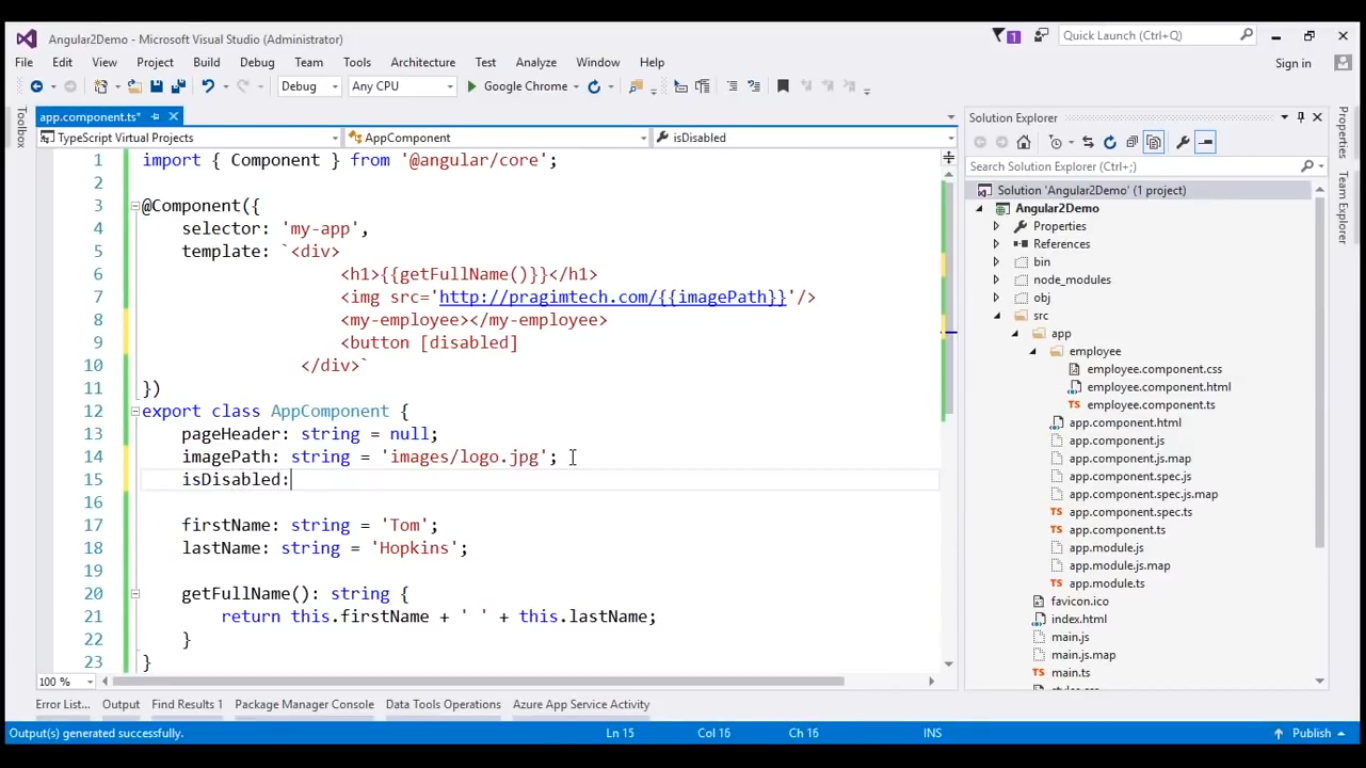 Angular2Demo - Microsoft Visual Studio (Administrator)
1
Quick Launch (Ctrl+Q)
File Edit View Project Build Debug Team Tools Architecture Test Analyze Window Help
Sign in
Debug Any CPU Google Chrome
Toolbox
app.component.ts*
TypeScript Virtual Projects AppComponent isDisabled
1 import { Component } from '@angular/core';
2
3 @Component({
4 selector: 'my-app',
5 template: `<div>
6 <h1>{{getFullName()}}</h1>
7 <img src='http://pragimtech.com/{{imagePath}}'/>
8 <my-employee></my-employee>
9 <button [disabled]
10 </div>`
11 })
12 export class AppComponent {
13 pageHeader: string = null;
14 imagePath: string = 'images/logo.jpg';
15 isDisabled:
16
17 firstName: string = 'Tom';
18 lastName: string = 'Hopkins';
19
20 getFullName(): string {
21 return this.firstName + ' ' + this.lastName;
22 }
23 }
100 %
Solution Explorer
Search Solution Explorer (Ctrl+;)
Solution 'Angular2Demo' (1 project)
Angular2Demo
Properties
References
bin
node_modules
obj
src
app
employee
employee.component.css
employee.component.html
TS employee.component.ts
app.component.html
app.component.js
app.component.js.map
app.component.spec.js
app.component.spec.js.map
TS app.component.spec.ts
TS app.component.ts
app.module.js
app.module.js.map
TS app.module.ts
favicon.ico
index.html
main.js
main.js.map
TS main.ts
Properties
Team Explorer
Error List... Output Find Results 1 Package Manager Console Data Tools Operations Azure App Service Activity
Output(s) generated successfully. Ln 15 Col 16 Ch 16 INS Publish